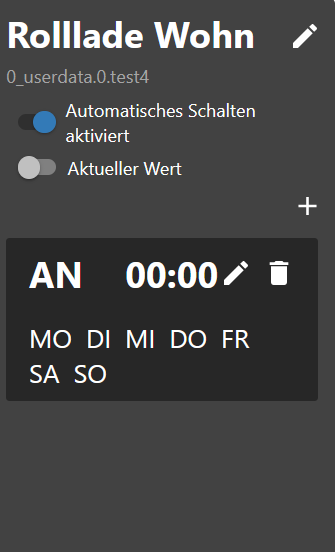 Rolllade Wohn
0_userdata.0.test4
Automatisches Schalten
aktiviert
Aktueller Wert
AN 00:00
MO DI MI DO FR
SA SO